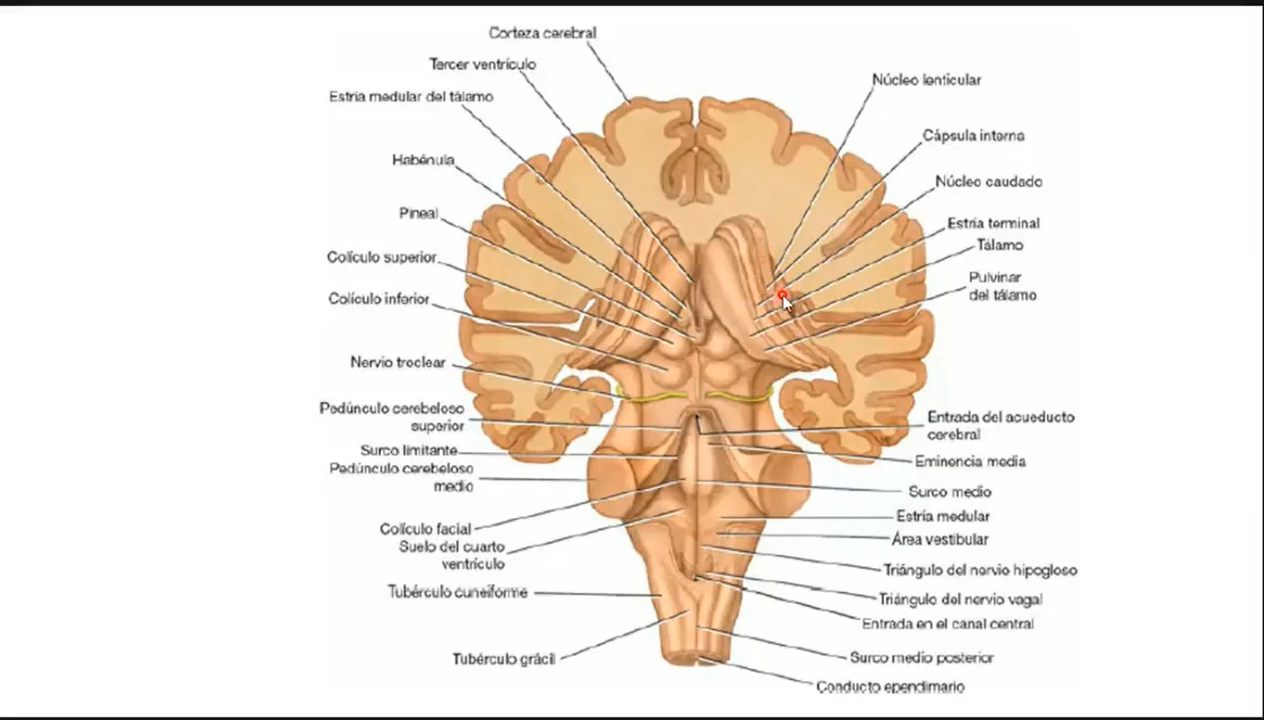 Corteza cerebral
Tercer ventrículo
Estría medular del tálamo
Habénula
Pineal
Colículo superior
Colículo inferior
Nervio troclear
Pedúnculo cerebeloso
superior
Surco limitante
Pedúnculo cerebeloso
medio
Colículo facial
Suelo del cuarto
ventrículo
Tubérculo cuneiforme
Tubérculo grácil
Núcleo lenticular
Cápsula interna
Núcleo caudado
Estría terminal
Tálamo
Pulvinar
del tálamo
Entrada del acueducto
cerebral
Eminencia media
Surco medio
Estría medular
Área vestibular
Triángulo del nervio hipogloso
Triángulo del nervio vagal
Entrada en el canal central
Surco medio posterior
Conducto ependimario